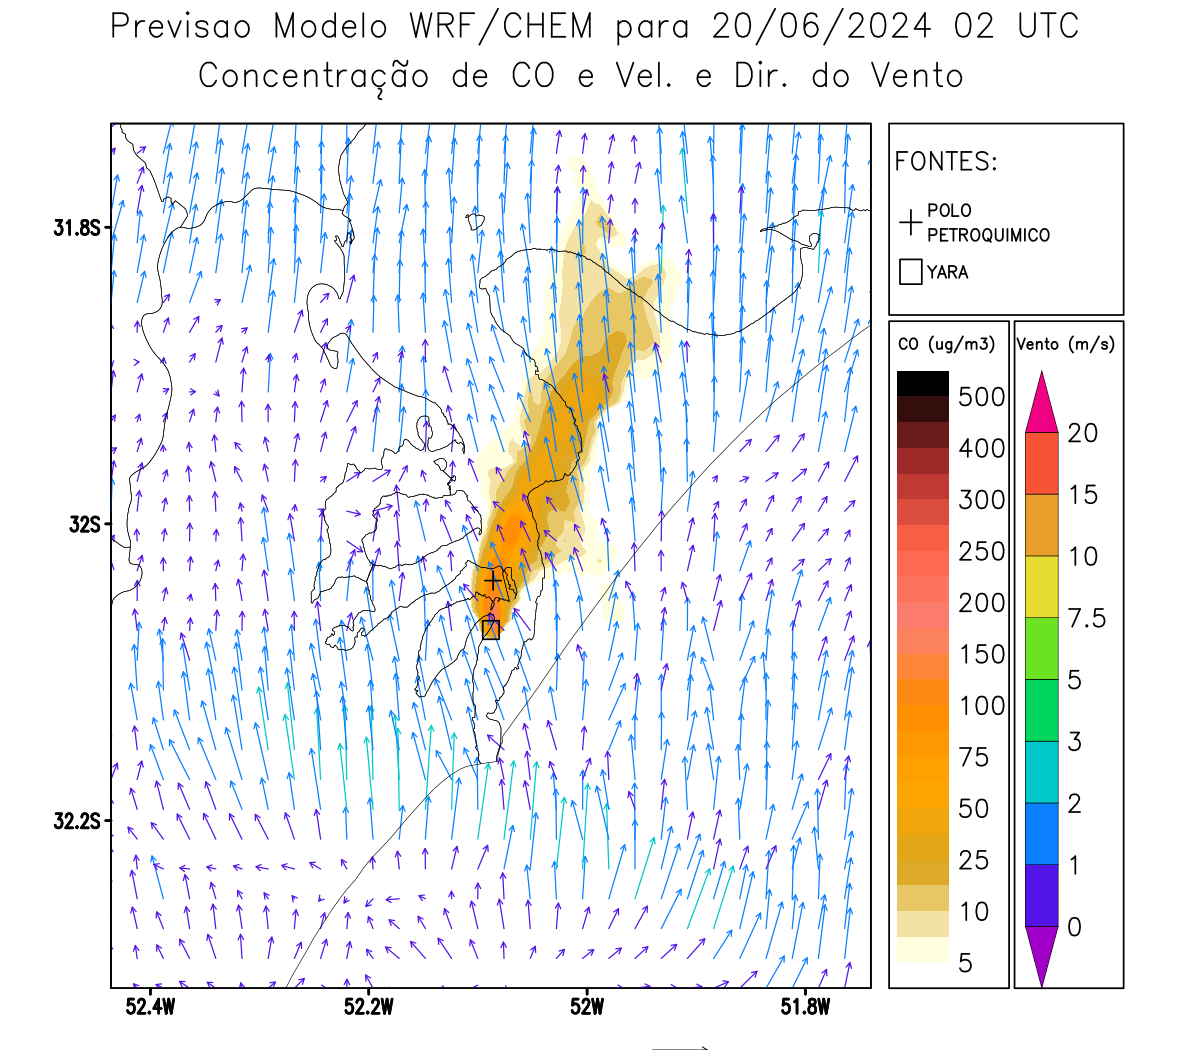 Previsao Modelo WRF/CHEM para 20/06/2024 02 UTC
Concentração de CO e Vel. e Dir. do Vento
FONTES:
POLO
PETROQUIMICO
YARA
31.8S
32S
32.2S
52.4W
52.2W
52W
51.8W
CO (ug/m3)
500
400
300
250
200
150
100
75
50
25
10
5
Vento (m/s)
20
15
10
7.5
5
3
2
1
0